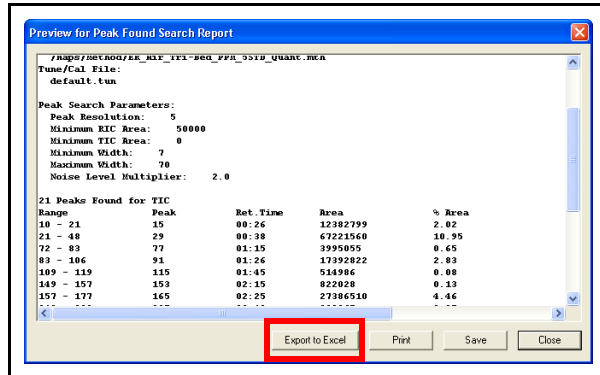 Preview for Peak Found Search Report
/haps/Method/ER_Air_Tri-Bed_PPM_5STD_Quant.mth
Tune/Cal File:
default.tun
Peak Search Parameters:
Peak Resolution: 5
Minimum RIC Area: 50000
Minimum TIC Area: 0
Minimum Width: 7
Maximum Width: 70
Noise Level Multiplier: 2.0
21 Peaks Found for TIC
Range Peak Ret.Time Area % Area
10 - 21 15 00:26 12382799 2.02
21 - 48 29 00:38 67221560 10.95
72 - 83 77 01:15 3995055 0.65
83 - 106 91 01:26 17392822 2.83
109 - 119 115 01:45 514986 0.08
149 - 157 153 02:15 822028 0.13
157 - 177 165 02:25 27386510 4.46
Export to Excel Print Save Close